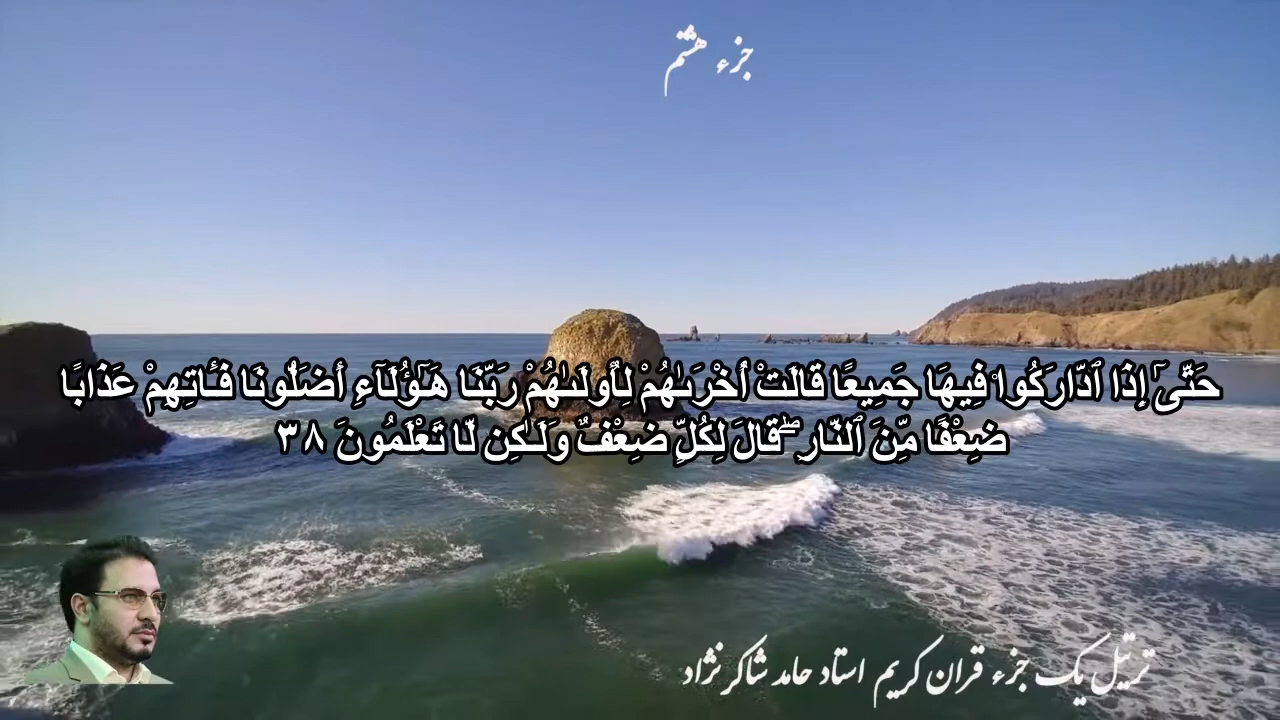 جزء هشتم
حَتَّىٰٓ إِذَا ٱدَّارَكُوا۟ فِيهَا جَمِيعًا قَالَتْ أُخْرَىٰهُمْ لِأُولَىٰهُمْ رَبَّنَا هَـٰٓؤُلَآءِ أَضَلُّونَا فَـَٔاتِهِمْ عَذَابًا
ضِعْفًا مِّنَ ٱلنَّارِ ۖ قَالَ لِكُلٍّ ضِعْفٌ وَلَـٰكِن لَّا تَعْلَمُونَ ٣٨
ترتیل یک جزء قران کریم استاد حامد شاکرنژاد